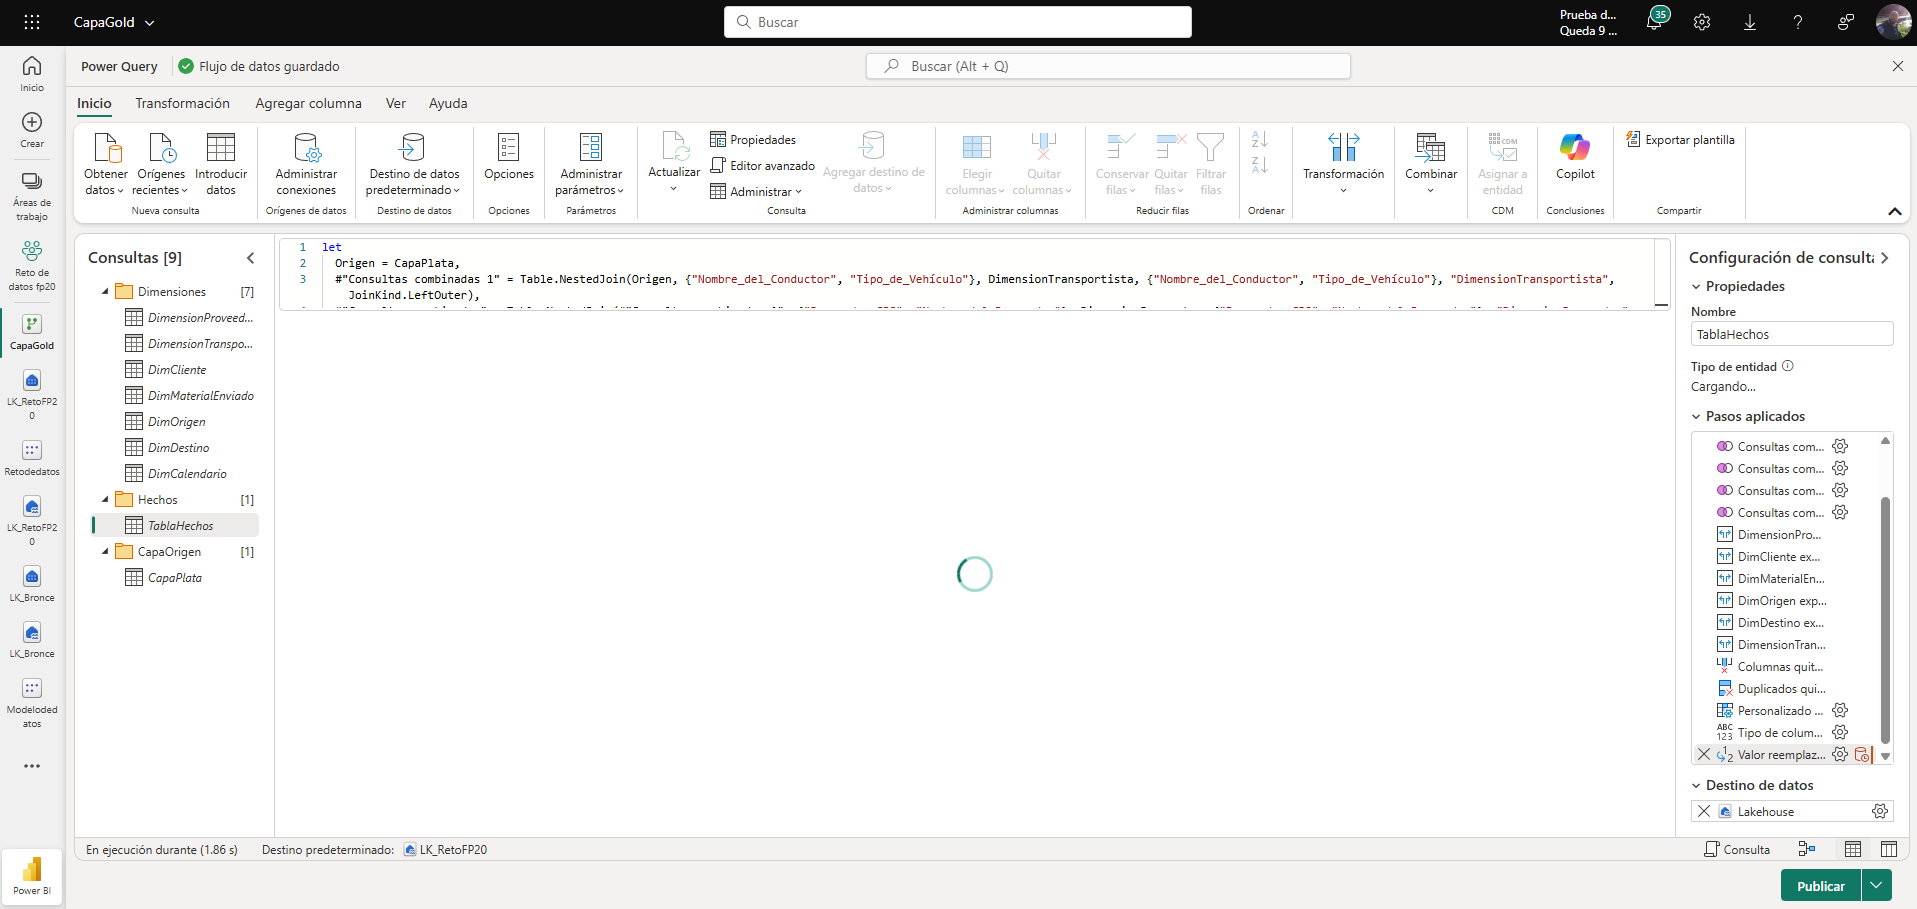 CapaGold
Buscar
Prueba d...
Queda 9 ...
35
Inicio
Crear
Áreas de
trabajo
Reto de
datos fp20
CapaGold
LK_RetoFP2
0
Retodedatos
LK_RetoFP2
0
LK_Bronce
LK_Bronce
Modeloded
atos
Power BI
Power Query
Flujo de datos guardado
Buscar (Alt + Q)
Inicio
Transformación
Agregar columna
Ver
Ayuda
Obtener
datos
Orígenes
recientes
Introducir
datos
Nueva consulta
Administrar
conexiones
Orígenes de datos
Destino de datos
predeterminado
Destino de datos
Opciones
Opciones
Administrar
parámetros
Parámetros
Actualizar
Propiedades
Editor avanzado
Administrar
Agregar destino de
datos
Consulta
Elegir
columnas
Quitar
columnas
Administrar columnas
Conservar
filas
Quitar
filas
Filtrar
filas
Reducir filas
Ordenar
Transformación
Combinar
CDM
Asignar a
entidad
CDM
Copilot
Conclusiones
Exportar plantilla
Compartir
Consultas [9]
Dimensiones [7]
DimensionProveed...
DimensionTranspo...
DimCliente
DimMaterialEnviado
DimOrigen
DimDestino
DimCalendario
Hechos [1]
TablaHechos
CapaOrigen [1]
CapaPlata
1 let
2 Origen = CapaPlata,
3 #"Consultas combinadas 1" = Table.NestedJoin(Origen, {"Nombre_del_Conductor", "Tipo_de_Vehículo"}, DimensionTransportista, {"Nombre_del_Conductor", "Tipo_de_Vehículo"}, "DimensionTransportista",
JoinKind.LeftOuter),
Configuración de consulta
Propiedades
Nombre
TablaHechos
Tipo de entidad
Cargando...
Pasos aplicados
Consultas com...
Consultas com...
Consultas com...
Consultas com...
DimensionPro...
DimCliente ex...
DimMaterialEn...
DimOrigen exp...
DimDestino ex...
DimensionTran...
Columnas quit...
Duplicados qui...
Personalizado ...
Tipo de colum...
Valor reemplaz...
Destino de datos
Lakehouse
En ejecución durante (1.86 s)
Destino predeterminado:
LK_RetoFP20
Consulta
Publicar